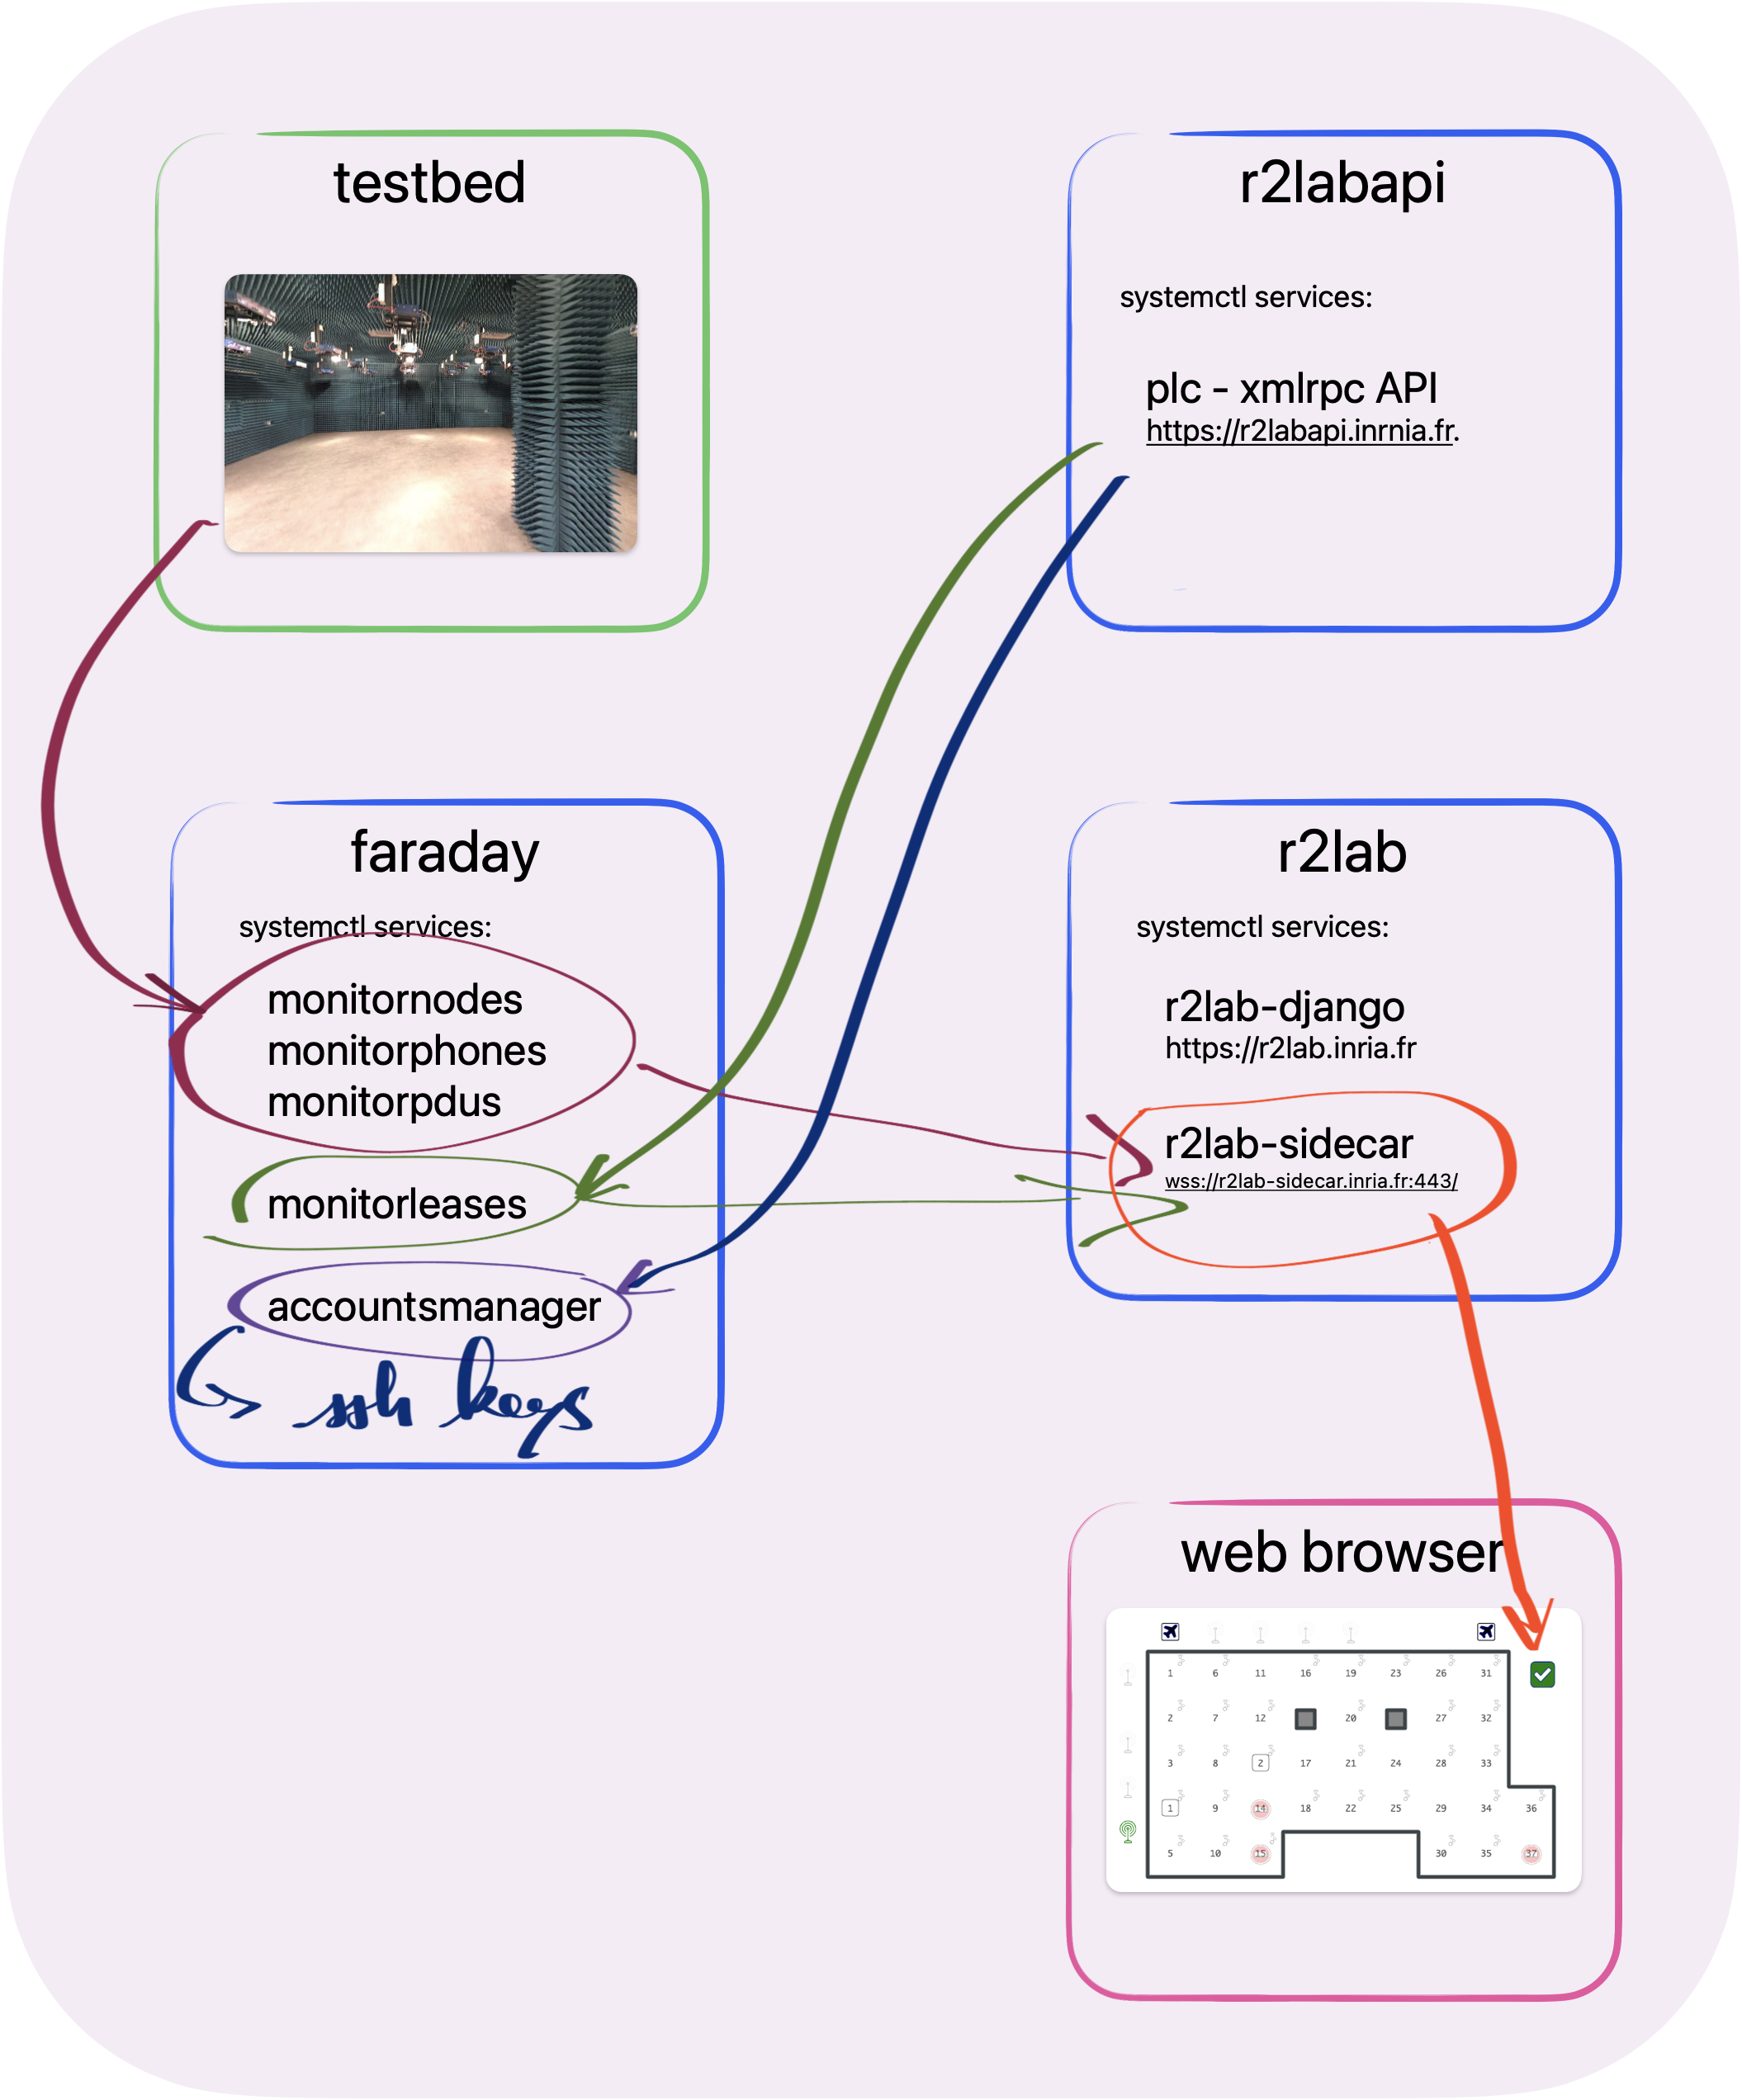 testbed
r2labapi
systemctl services:
plc - xmlrpc API
https://r2labapi.inrnia.fr.
faraday
systemctl services:
monitornodes
monitorphones
monitorpdus
monitorleases
accountsmanager
ssh keys
r2lab
systemctl services:
r2lab-django
https://r2lab.inria.fr
r2lab-sidecar
wss://r2lab-sidecar.inria.fr:443/
web browser
1 6 11 16 19 23 26 31
2 7 12 20 27 32
3 8 2 17 21 24 28 33
1 9 14 18 22 25 29 34 36
5 10 15 30 35 37